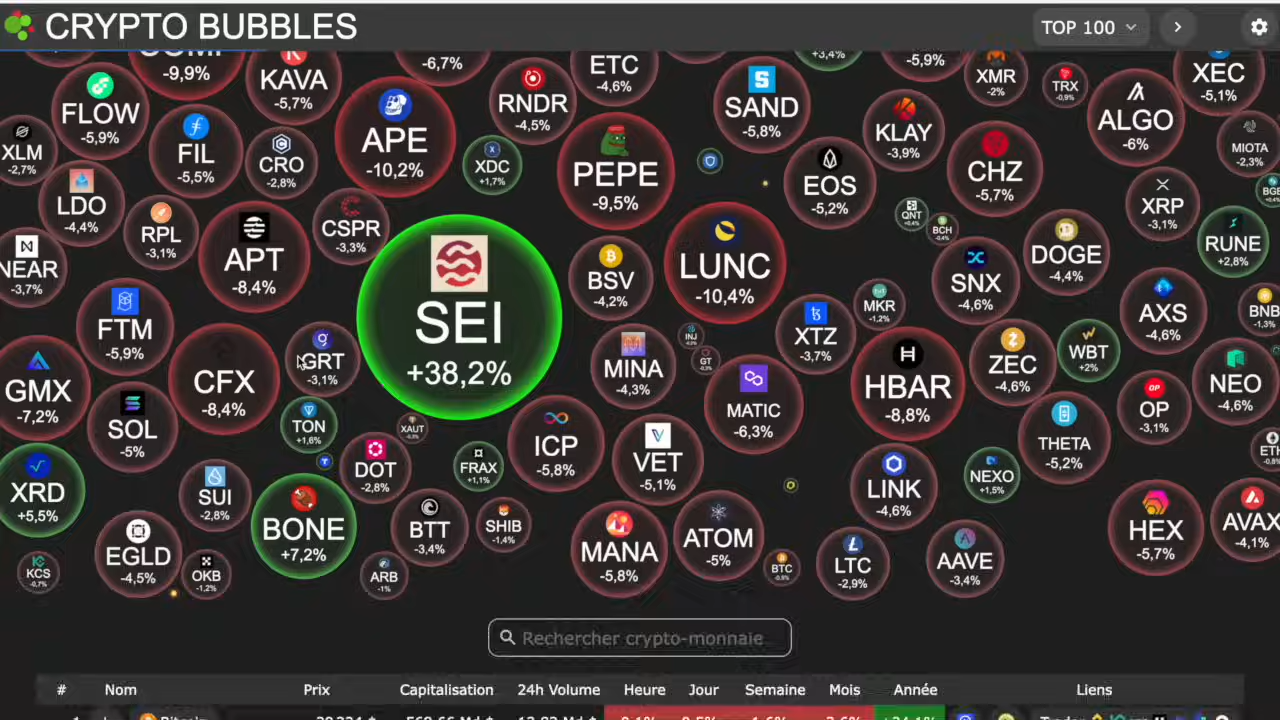 CRYPTO BUBBLES
TOP 100
-9,9%
KAVA
-5,7%
-6,7%
ETC
-4,6%
+3,4%
-5,9%
XMR
-2%
TRX
-0,9%
XEC
-5,1%
FLOW
-5,9%
APE
-10,2%
RNDR
-4,5%
SAND
-5,8%
ALGO
-6%
XLM
-2,7%
FIL
-5,5%
CRO
-2,8%
XDC
+1,7%
PEPE
-9,5%
KLAY
-3,9%
CHZ
-5,7%
MIOTA
-2,3%
EOS
-5,2%
LDO
-4,4%
RPL
-3,1%
CSPR
-3,3%
QNT
BCH
XRP
-3,1%
RUNE
+2,8%
NEAR
-3,7%
APT
-8,4%
SEI
+38,2%
BSV
-4,2%
LUNC
-10,4%
SNX
-4,6%
DOGE
-4,4%
FTM
-5,9%
MKR
-1,2%
XTZ
-3,7%
AXS
-4,6%
BNB
-1,3%
GMX
-7,2%
CFX
-8,4%
GRT
-3,1%
MINA
-4,3%
INJ
GT
HBAR
-8,8%
ZEC
-4,6%
WBT
+2%
NEO
-4,6%
SOL
-5%
TON
+1,6%
XAUT
MATIC
-6,3%
OP
-3,1%
ICP
-5,8%
VET
-5,1%
THETA
-5,2%
XRD
+5,5%
SUI
-2,8%
DOT
-2,8%
FRAX
+1,1%
LINK
-4,6%
NEXO
+1,5%
BONE
+7,2%
BTT
-3,4%
SHIB
-1,4%
MANA
-5,8%
ATOM
-5%
HEX
-5,7%
AVAX
-4,1%
EGLD
-4,5%
KCS
-0,7%
OKB
-1,2%
ARB
-1%
BTC
LTC
-2,9%
AAVE
-3,4%
Rechercher crypto-monnaie
# Nom Prix Capitalisation 24h Volume Heure Jour Semaine Mois Année Liens